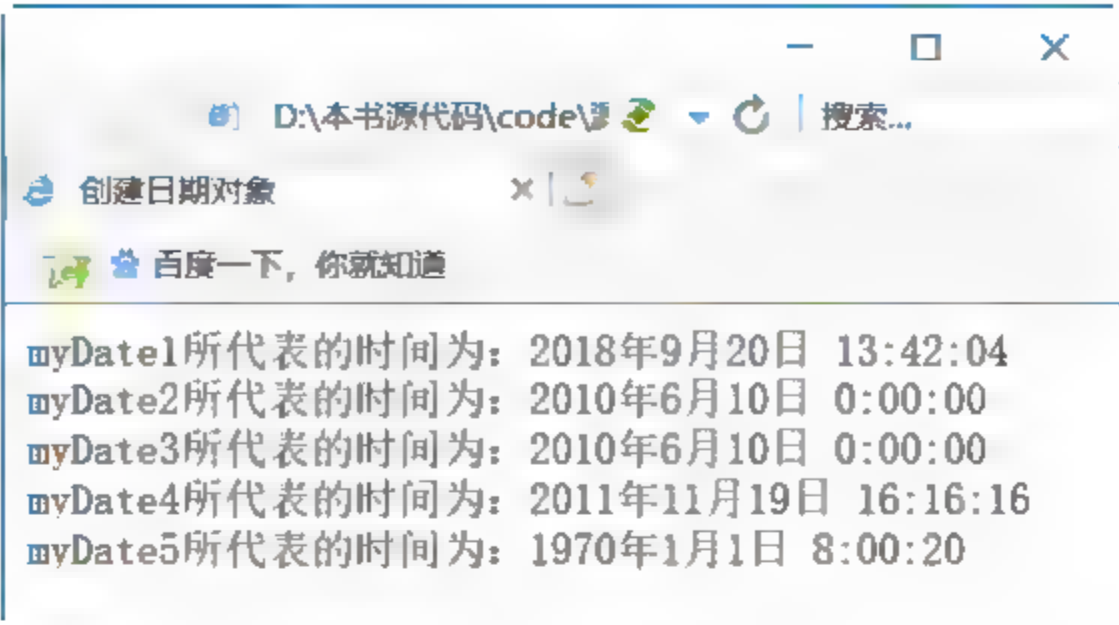 D:\本书源代码\code\ 搜索...
创建日期对象
百度一下，你就知道
myDate1所代表的时间为：2018年9月20日 13:42:04
myDate2所代表的时间为：2010年6月10日 0:00:00
myDate3所代表的时间为：2010年6月10日 0:00:00
myDate4所代表的时间为：2011年11月19日 16:16:16
myDate5所代表的时间为：1970年1月1日 8:00:20